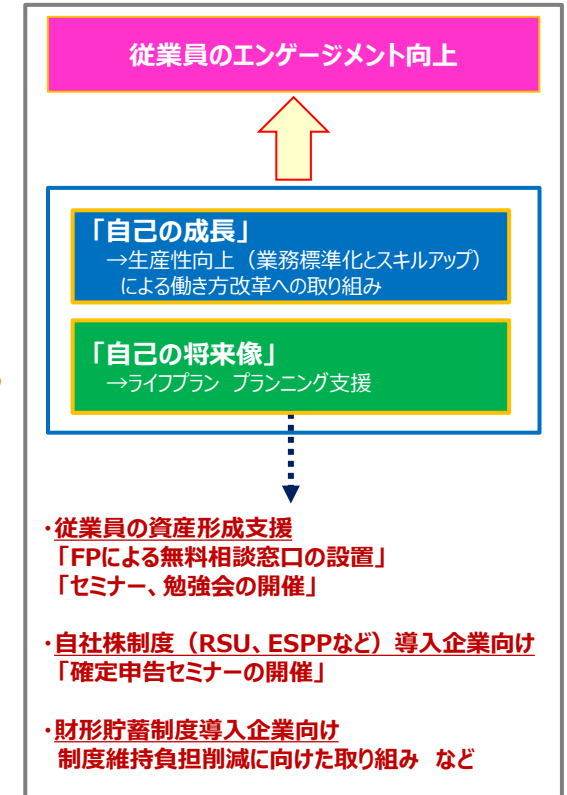 従業員のエンゲージメント向上
「自己の成長」
→生産性向上（業務標準化とスキルアップ）
による働き方改革への取り組み
「自己の将来像」
→ライフプラン プランニング支援
・従業員の資産形成支援
「FPによる無料相談窓口の設置」
「セミナー、勉強会の開催」
・自社株制度（RSU、ESPPなど）導入企業向け
「確定申告セミナーの開催」
・財形貯蓄制度導入企業向け
制度維持負担削減に向けた取り組み など